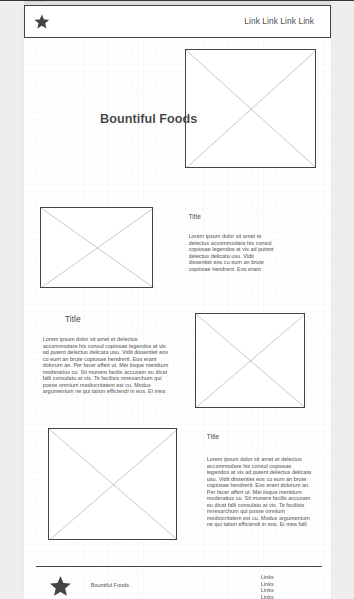 Link Link Link Link
Bountiful Foods
Title
Lorem ipsum dolor sit amet et
delectus accommodare his consul
copiosae legendos at vix ad putent
delectus delicata usu. Vidit
dissentiet eos cu eum an brute
copiosae hendrerit. Eos erant
Title
Lorem ipsum dolor sit amet et delectus
accommodare his consul copiosae legendos at vix
ad putent delectus delicata usu. Vidit dissentiet eos
cu eum an brute copiosae hendrerit. Eos erant
dolorum an. Per facer affert ut. Mei iisque mentitum
moderatius cu. Sit munere facilis accusam eu dicat
falli consulatu at vis. Te facilisis mnesarchum qui
posse omnium mediocritatem est cu. Modus
argumentum ne qui tation efficiendi in eos. Ei mea
Title
Lorem ipsum dolor sit amet et delectus
accommodare his consul copiosae
legendos at vix ad putent delectus delicata
usu. Vidit dissentiet eos cu eum an brute
copiosae hendrerit. Eos erant dolorum an.
Per facer affert ut. Mei iisque mentitum
moderatius cu. Sit munere facilis accusam
eu dicat falli consulatu at vis. Te facilisis
mnesarchum qui posse omnium
mediocritatem est cu. Modus argumentum
ne qui tation efficiendi in eos. Ei mea falli
Bountiful Foods
Links
Links
Links
Links